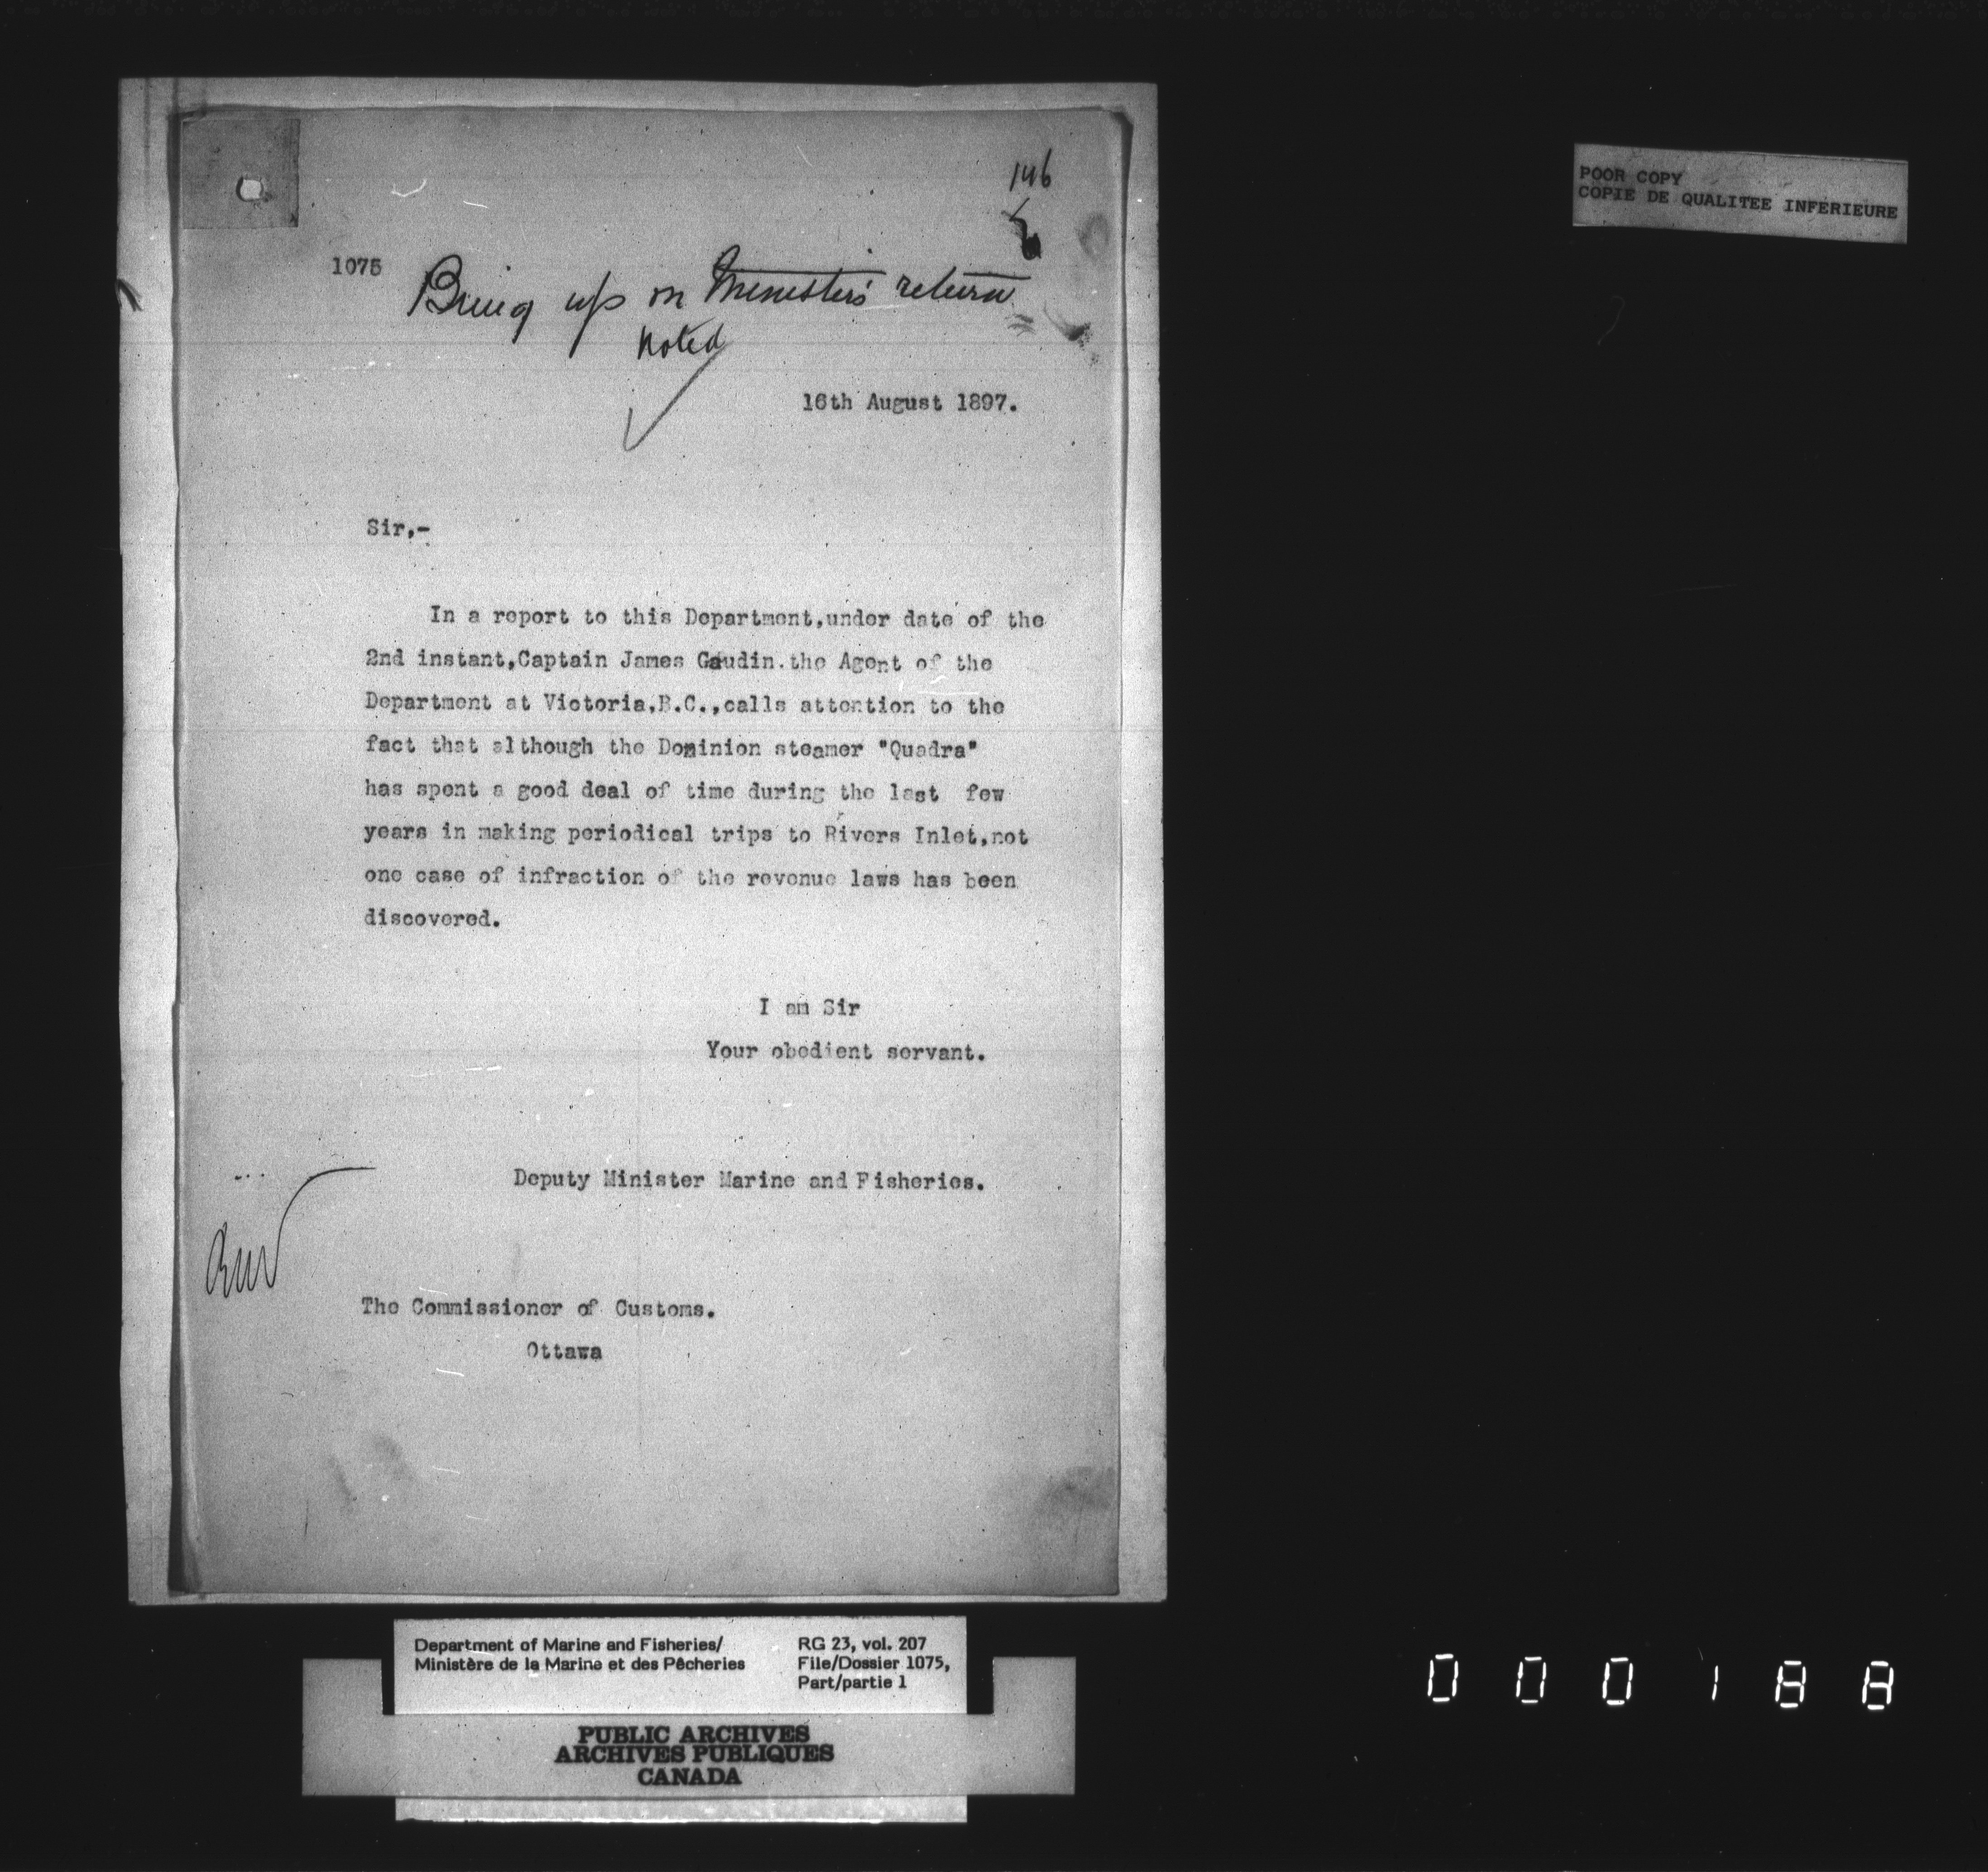 146
POOR COPY
COPIE DE QUALITEE INFERIEURE
1075
Bring up on Minister's return
Noted
16th August 1897.
Sir,-
In a report to this Department,under date of the
2nd instant,Captain James Gaudin.the Agent of the
Department at Victoria,B.C.,calls attention to the
fact that although the Dominion steamer "Quadra"
has spent a good deal of time during the last few
years in making periodical trips to Rivers Inlet,not
one case of infraction of the revenue laws has been
discovered.
I am Sir
Your obedient servant.
Deputy Minister Marine and Fisheries.
The Commissioner of Customs.
Ottawa
Department of Marine and Fisheries/
Ministère de la Marine et des Pêcheries
RG 23, vol. 207
File/Dossier 1075,
Part/partie 1
PUBLIC ARCHIVES
ARCHIVES PUBLIQUES
CANADA
000188